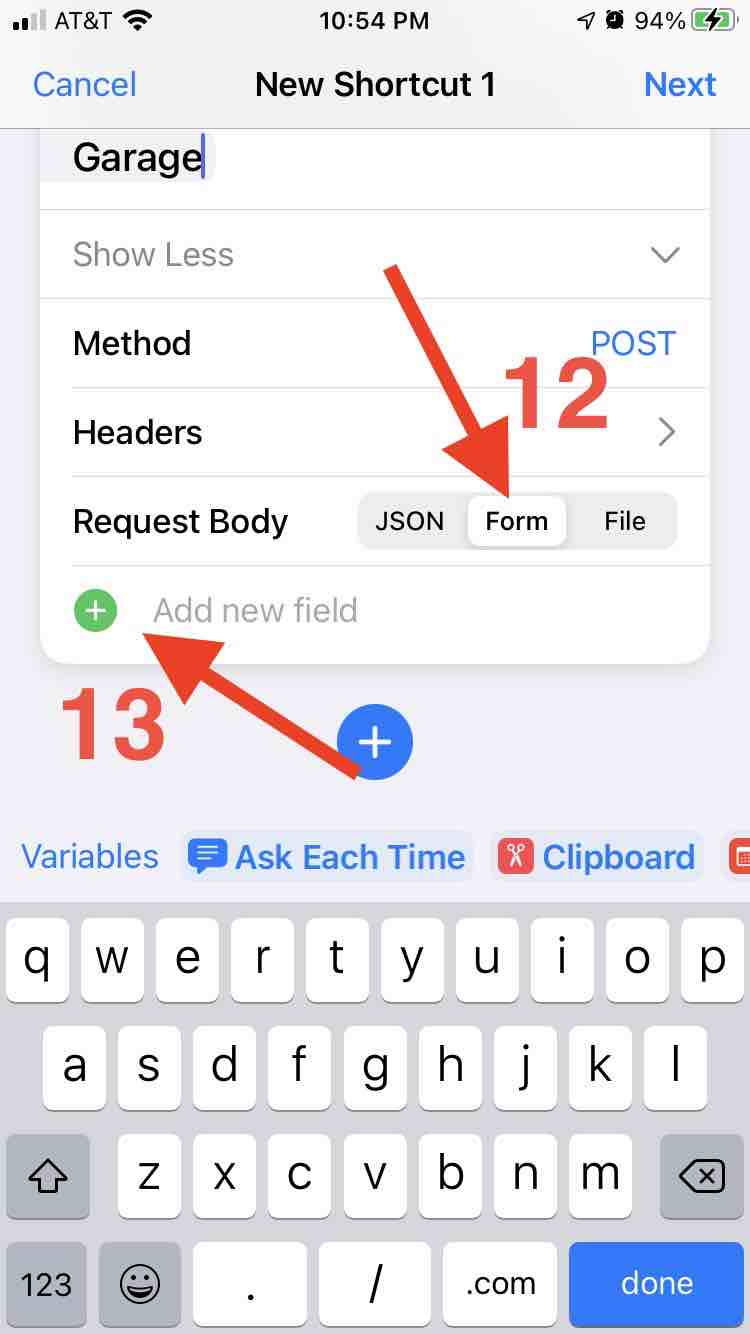 AT&T 10:54 PM 94%
Cancel New Shortcut 1 Next
Garage
Show Less
Method POST
12
Headers
Request Body JSON Form File
Add new field
13
Variables Ask Each Time Clipboard
q w e r t y u i o p
a s d f g h j k l
z x c v b n m
123 . / .com done